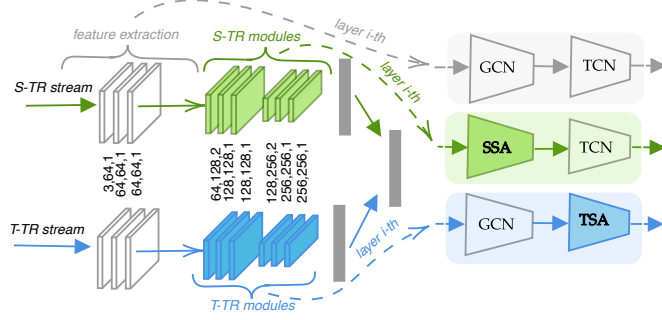 feature extraction
S-TR modules
layer i-th
GCN
TCN
S-TR stream
layer i-th
SSA
TCN
3,64,1
64,64,1
64,64,1
64,128,2
128,128,1
128,128,1
128,256,2
256,256,1
256,256,1
T-TR stream
layer i-th
GCN
TSA
T-TR modules